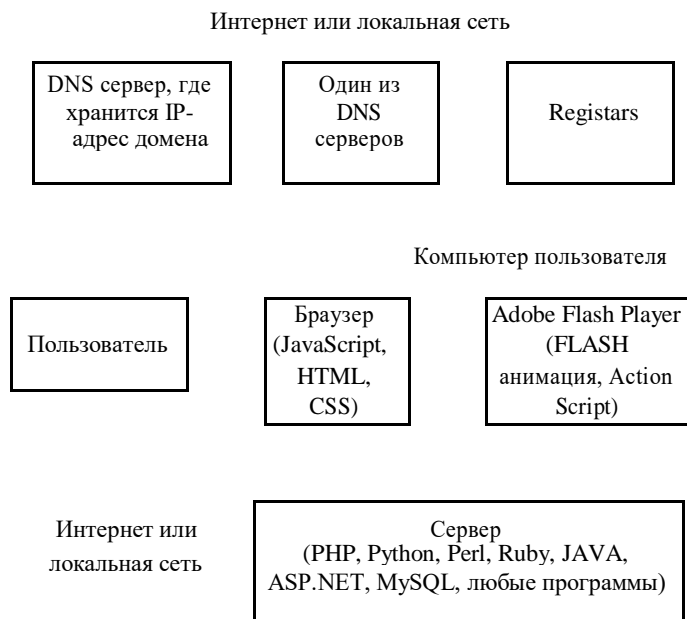 Интернет или локальная сеть
DNS сервер, где
хранится IP-
адрес домена
Один из
DNS
серверов
Registars
Компьютер пользователя
Пользователь
Браузер
(JavaScript,
HTML,
CSS)
Adobe Flash Player
(FLASH
анимация, Action
Script)
Интернет или
локальная сеть
Сервер
(PHP, Python, Perl, Ruby, JAVA,
ASP.NET, MySQL, любые программы)